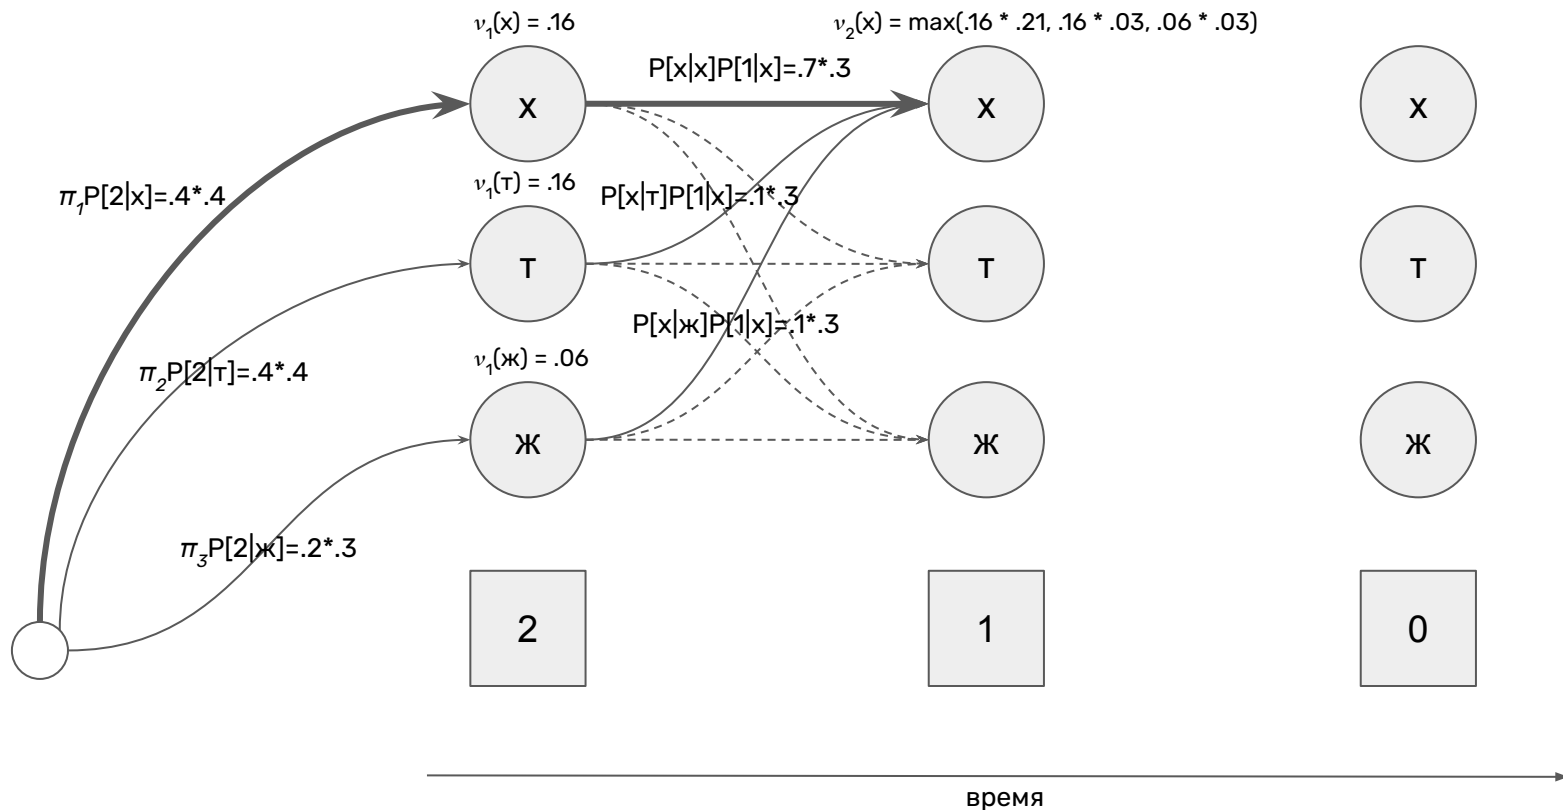 ν₁(х) = .16
ν₂(х) = max(.16 * .21, .16 * .03, .06 * .03)
P[х|х]P[1|х]=.7*.3
х
х
х
π₁P[2|х]=.4*.4
ν₁(т) = .16
P[х|т]P[1|х]=.1*.3
т
т
т
P[х|ж]P[1|х]=.1*.3
ν₁(ж) = .06
π₂P[2|т]=.4*.4
ж
ж
ж
π₃P[2|ж]=.2*.3
2
1
0
время